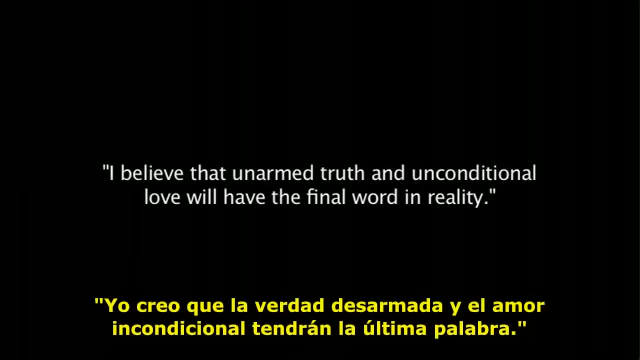 "I believe that unarmed truth and unconditional
love will have the final word in reality."
"Yo creo que la verdad desarmada y el amor
incondicional tendrán la última palabra."